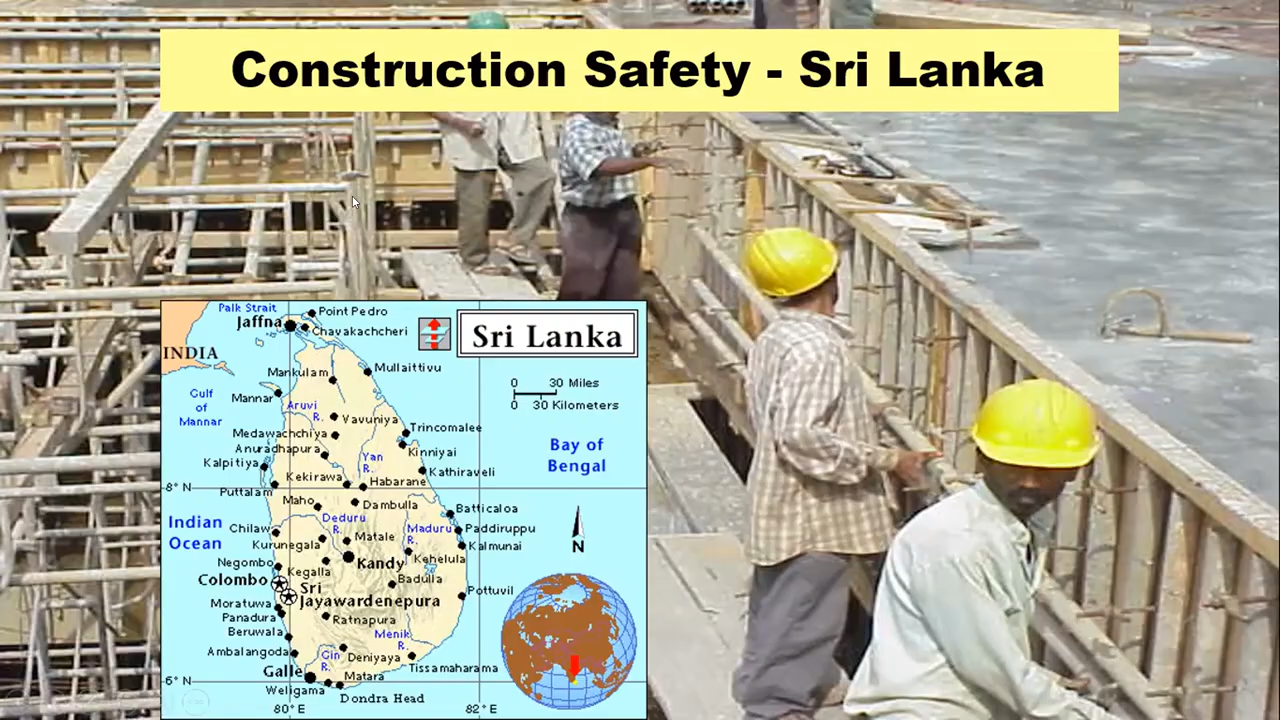 Construction Safety - Sri Lanka
Palk Strait
Point Pedro
Jaffna
Chavakachcheri
Sri Lanka
INDIA
Mankulam
Mullaittivu
0 30 Miles
0 30 Kilometers
Gulf
of
Mannar
Mannar
Aruvi
R.
Vavuniya
Trincomalee
Medawachchiya
Kinniyai
Anuradhapura
Yan
R.
Bay of
Bengal
Kalpitiya
Kathiraveli
Kekirawa
Habarane
8° N
Puttalam
Maho
Dambulla
Batticaloa
Indian
Ocean
Deduru
R.
Maduru
R.
Paddiruppu
Chilaw
Matale
Kurunegala
Kalmunai
N
Negombo
Kehelula
Kegalla
Kandy
Colombo
Badulla
Sri
Jayawardenepura
Pottuvil
Moratuwa
Panadura
Ratnapura
Beruwala
Menik
R.
Ambalangoda
Gin
R.
Deniyaya
Tissamaharama
Galle
Matara
6° N
Weligama
Dondra Head
80° E
82° E